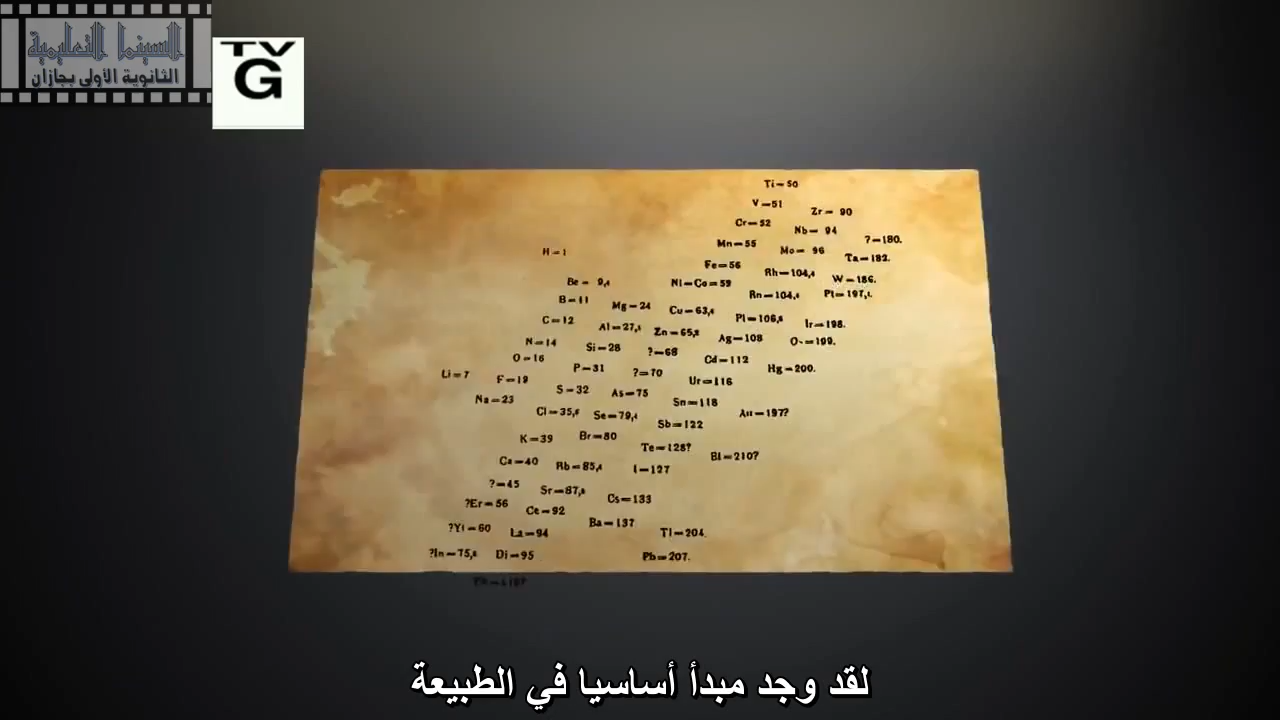 السينما التعليمية
الثانوية الأولى بجازان
TV
G
Ti=50
V=51
Zr= 90
Cr=52
Nb= 94
?=180.
Mn=55
Mo= 96
Ta=182.
H=1
Fe=56
Rh=104,4
W=186.
Be= 9,4
Ni=Co=59
Rn=104,4
Pt=197,4.
B=11
Mg=24
Cu=63,4
Pl=106,6
Ir=198.
C=12
Al=27,4
Zn=65,2
Ag=108
O-=199.
N=14
Si=28
?=68
Cd=112
Hg=200.
O=16
P=31
?=70
Ur=116
Li=7
F=19
S=32
As=75
Sn=118
Na=23
Cl=35,5
Se=79,4
Sb=122
Au=197?
K=39
Br=80
Te=128?
Bi=210?
Ca=40
Rb=85,4
I=127
?=45
Sr=87,6
Cs=133
?Er=56
Ce=92
Ba=137
Tl=204.
?Yt=60
La=94
?In=75,6
Di=95
Pb=207.
لقد وجد مبدأ أساسيا في الطبيعة